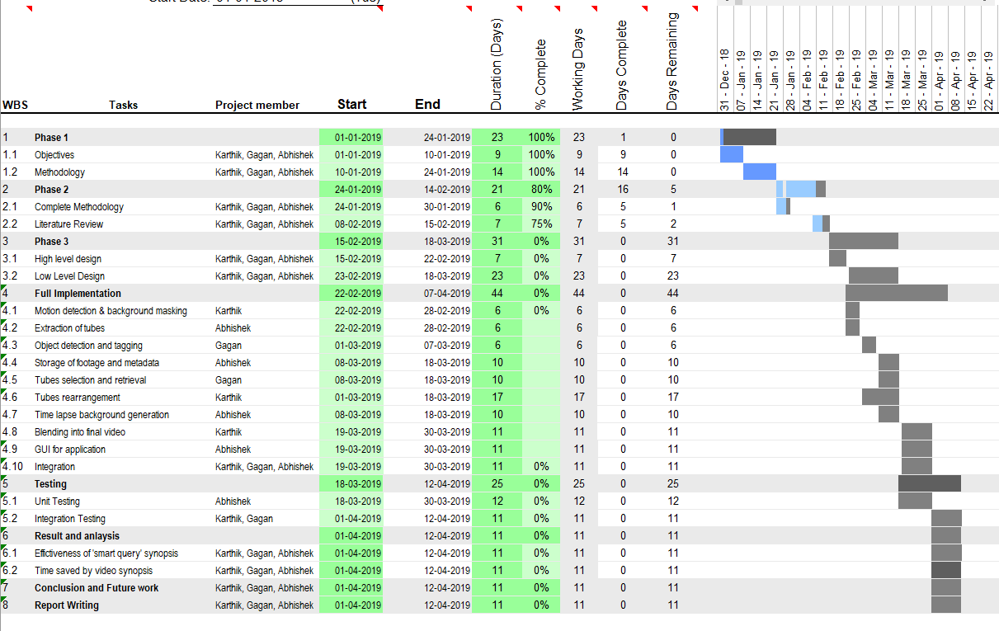 Start Date: 01-01-2019 (Tue)
WBS Tasks Project member Start End Duration (Days) % Complete Working Days Days Complete Days Remaining 31 - Dec - 18 07 - Jan - 19 14 - Jan - 19 21 - Jan - 19 28 - Jan - 19 04 - Feb - 19 11 - Feb - 19 18 - Feb - 19 25 - Feb - 19 04 - Mar - 19 11 - Mar - 19 18 - Mar - 19 25 - Mar - 19 01 - Apr - 19 08 - Apr - 19 15 - Apr - 19 22 - Apr - 19
1 Phase 1 01-01-2019 24-01-2019 23 100% 23 1 0
1.1 Objectives Karthik, Gagan, Abhishek 01-01-2019 10-01-2019 9 100% 9 9 0
1.2 Methodology Karthik, Gagan, Abhishek 10-01-2019 24-01-2019 14 100% 14 14 0
2 Phase 2 24-01-2019 14-02-2019 21 80% 21 16 5
2.1 Complete Methodology Karthik, Gagan, Abhishek 24-01-2019 30-01-2019 6 90% 6 5 1
2.2 Literature Review Karthik, Gagan, Abhishek 08-02-2019 15-02-2019 7 75% 7 5 2
3 Phase 3 15-02-2019 18-03-2019 31 0% 31 0 31
3.1 High level design Karthik, Gagan, Abhishek 15-02-2019 22-02-2019 7 0% 7 0 7
3.2 Low Level Design Karthik, Gagan, Abhishek 23-02-2019 18-03-2019 23 0% 23 0 23
4 Full Implementation 22-02-2019 07-04-2019 44 0% 44 0 44
4.1 Motion detection & background masking Karthik 22-02-2019 28-02-2019 6 0% 6 0 6
4.2 Extraction of tubes Abhishek 22-02-2019 28-02-2019 6 6 0 6
4.3 Object detection and tagging Gagan 01-03-2019 07-03-2019 6 6 0 6
4.4 Storage of footage and metadata Abhishek 08-03-2019 18-03-2019 10 10 0 10
4.5 Tubes selection and retrieval Gagan 08-03-2019 18-03-2019 10 10 0 10
4.6 Tubes rearrangement Karthik 01-03-2019 18-03-2019 17 17 0 17
4.7 Time lapse background generation Abhishek 08-03-2019 18-03-2019 10 10 0 10
4.8 Blending into final video Karthik 19-03-2019 30-03-2019 11 11 0 11
4.9 GUI for application Abhishek 19-03-2019 30-03-2019 11 11 0 11
4.10 Integration Karthik, Gagan, Abhishek 19-03-2019 30-03-2019 11 0% 11 0 11
5 Testing 18-03-2019 12-04-2019 25 0% 25 0 25
5.1 Unit Testing Abhishek 18-03-2019 30-03-2019 12 0% 12 0 12
5.2 Integration Testing Karthik, Gagan 01-04-2019 12-04-2019 11 0% 11 0 11
6 Result and anlaysis 01-04-2019 12-04-2019 11 0% 11 0 11
6.1 Effictiveness of 'smart query' synopsis Karthik, Gagan, Abhishek 01-04-2019 12-04-2019 11 0% 11 0 11
6.2 Time saved by video synopsis Karthik, Gagan, Abhishek 01-04-2019 12-04-2019 11 0% 11 0 11
7 Conclusion and Future work Karthik, Gagan, Abhishek 01-04-2019 12-04-2019 11 0% 11 0 11
8 Report Writing Karthik, Gagan, Abhishek 01-04-2019 12-04-2019 11 0% 11 0 11